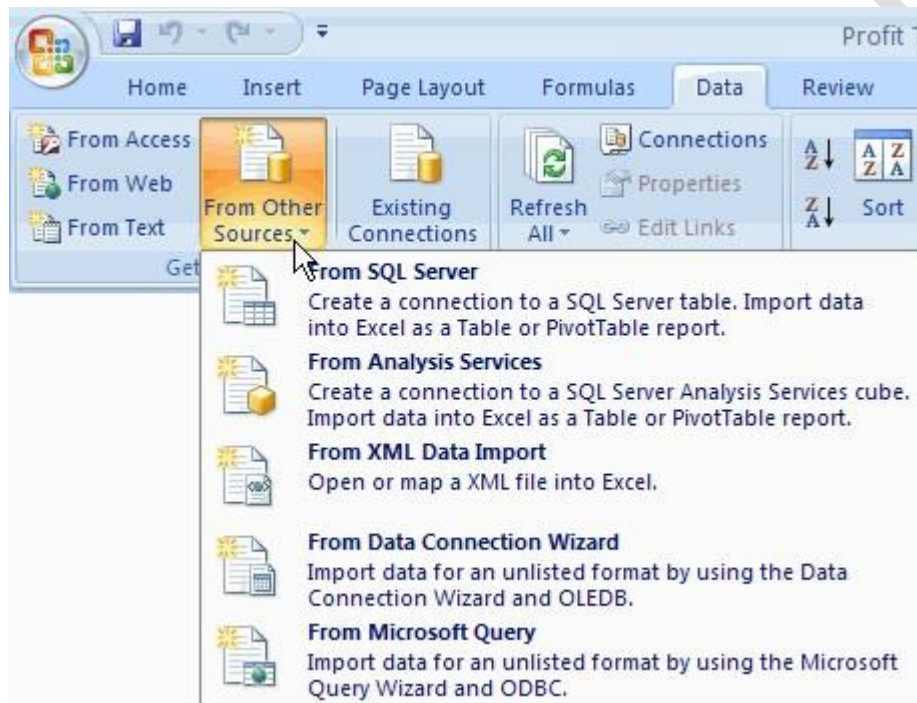 Profit
Home Insert Page Layout Formulas Data Review
From Access
From Web
From Text
From Other
Sources
Existing
Connections
Refresh
All
Connections
Properties
Edit Links
A
Z
Z
A
A Z
Z A
Sort
Get
From SQL Server
Create a connection to a SQL Server table. Import data
into Excel as a Table or PivotTable report.
From Analysis Services
Create a connection to a SQL Server Analysis Services cube.
Import data into Excel as a Table or PivotTable report.
From XML Data Import
Open or map a XML file into Excel.
From Data Connection Wizard
Import data for an unlisted format by using the Data
Connection Wizard and OLEDB.
From Microsoft Query
Import data for an unlisted format by using the Microsoft
Query Wizard and ODBC.